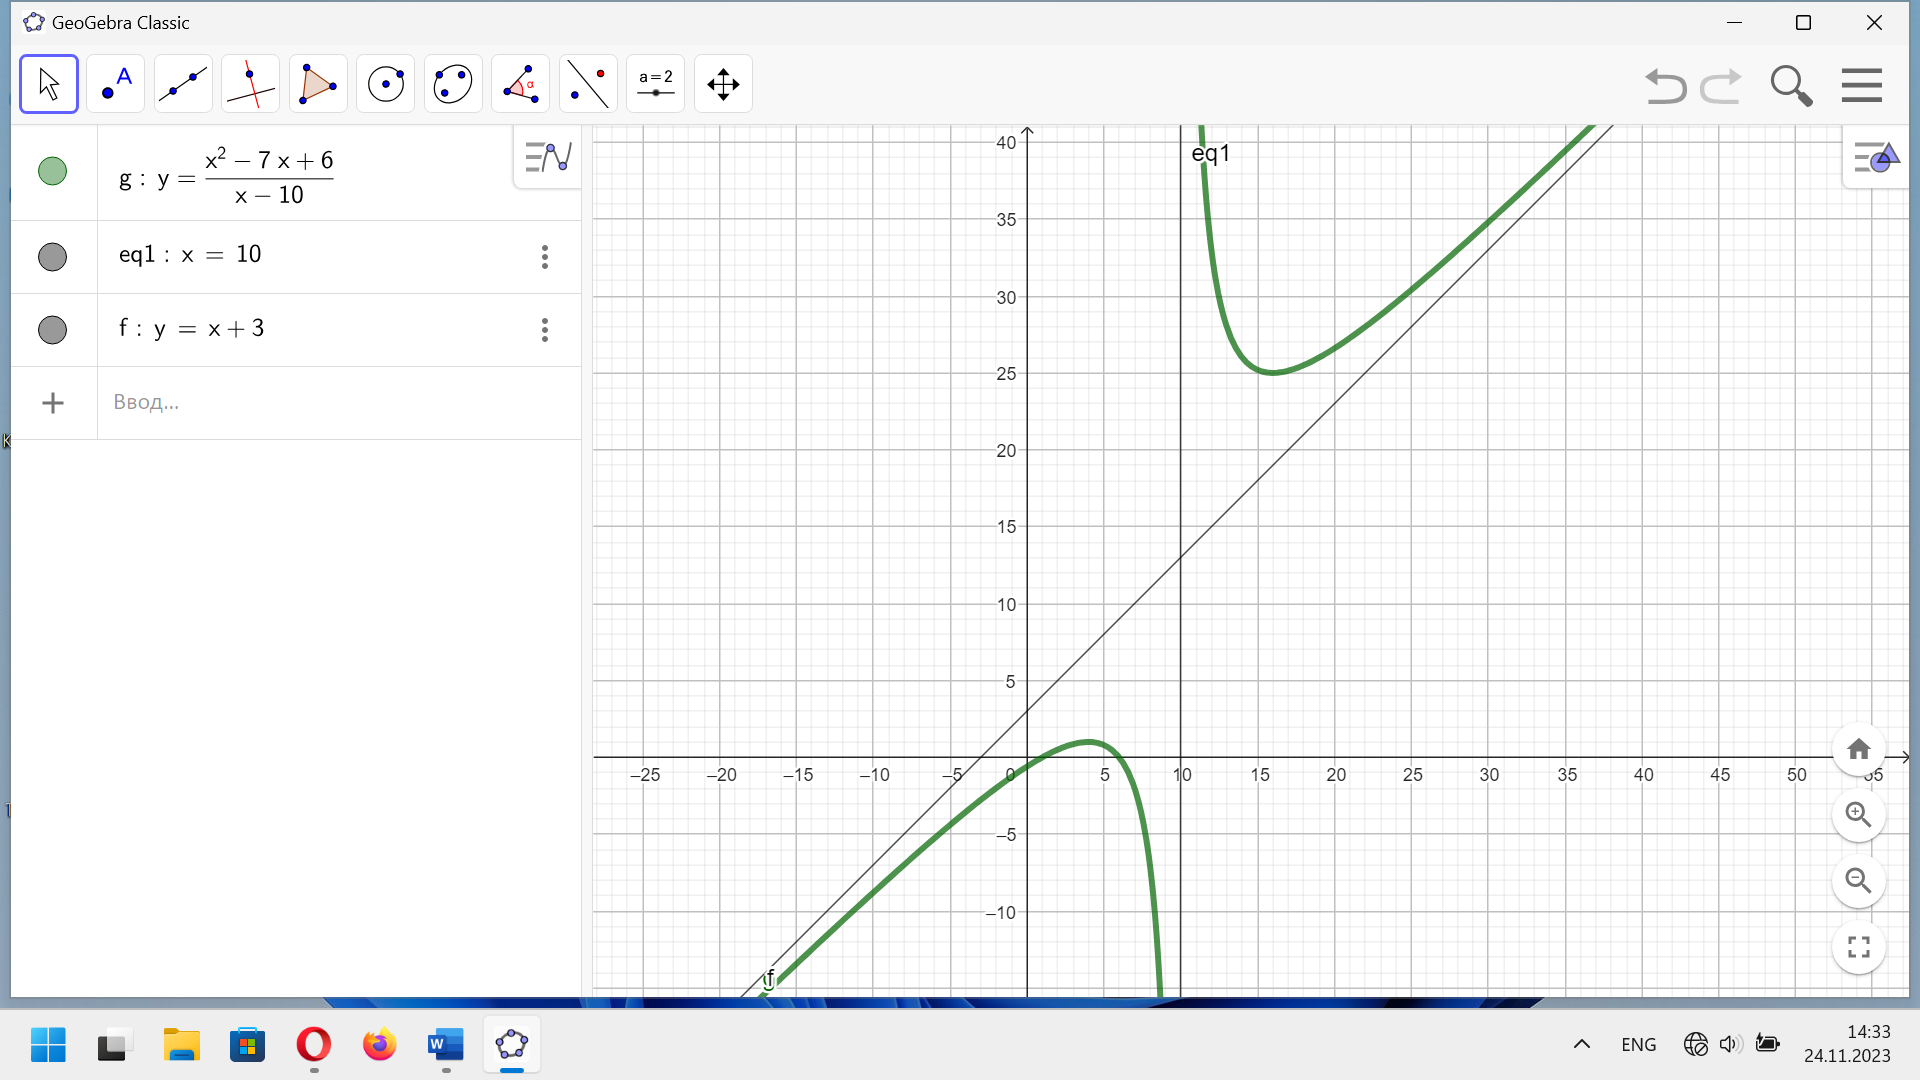 GeoGebra Classic
A
α
a = 2
g : y = (x² − 7 x + 6) / (x − 10)
eq1 : x = 10
f : y = x + 3
+ Ввод...
eq1
f
40
35
30
25
20
15
10
5
−5
−10
−25 −20 −15 −10 −5 0 5 10 15 20 25 30 35 40 45 50 55
W
ENG
14:33
24.11.2023